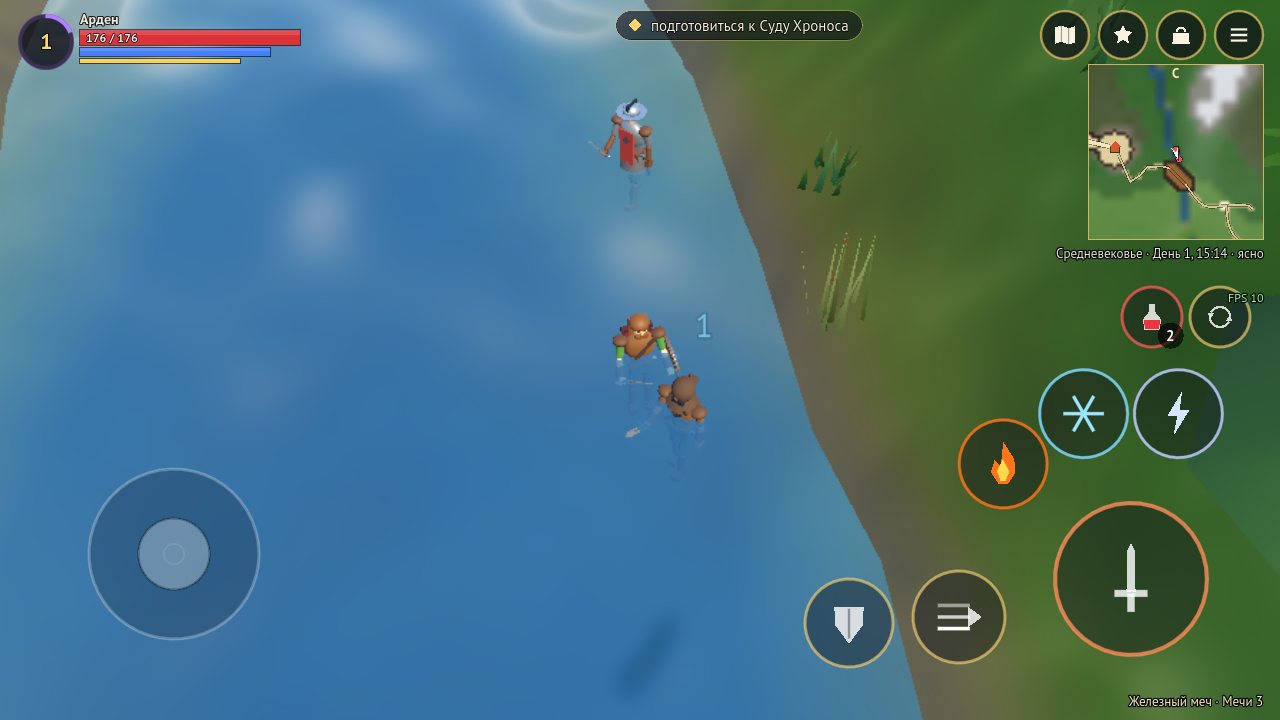 Арден
1
176 / 176
подготовиться к Суду Хроноса
С
Средневековье · День 1, 15:14 · ясно
FPS 10
2
1
Железный меч · Мечи 3